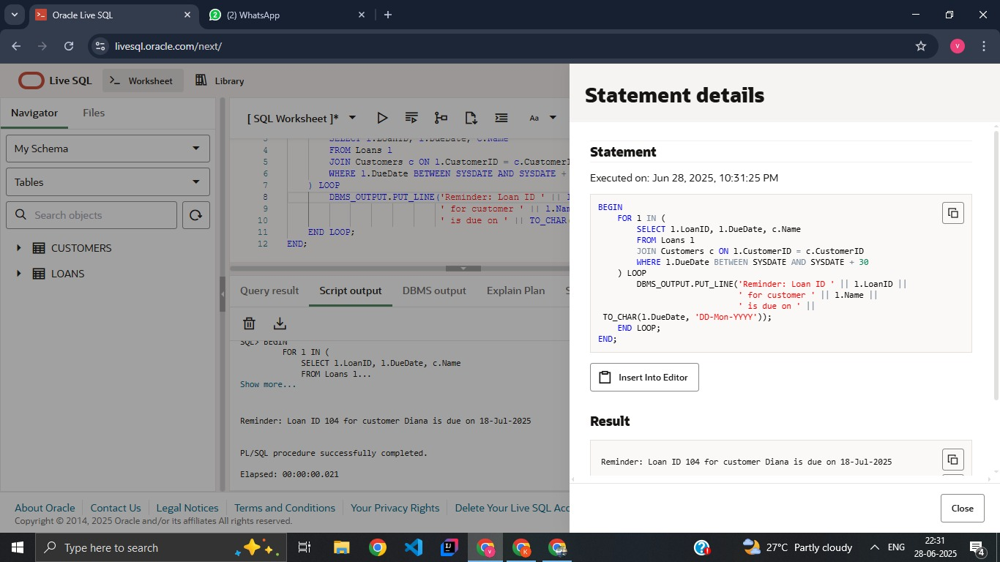 Oracle Live SQL
2
(2) WhatsApp
livesql.oracle.com/next/
V
Live SQL
Worksheet
Library
Navigator
Files
My Schema
Tables
Search objects
CUSTOMERS
LOANS
[ SQL Worksheet ]*
Aa
3 SELECT l.LoanID, l.DueDate, c.Name
4 FROM Loans l
5 JOIN Customers c ON l.CustomerID = c.CustomerI
6 WHERE l.DueDate BETWEEN SYSDATE AND SYSDATE +
7 ) LOOP
8 DBMS_OUTPUT.PUT_LINE('Reminder: Loan ID ' || l
9 ' for customer ' || l.Nam
10 ' is due on ' || TO_CHAR(
11 END LOOP;
12 END;
Query result
Script output
DBMS output
Explain Plan
S
SQL> BEGIN
FOR l IN (
SELECT l.LoanID, l.DueDate, c.Name
FROM Loans l...
Show more...
Reminder: Loan ID 104 for customer Diana is due on 18-Jul-2025
PL/SQL procedure successfully completed.
Elapsed: 00:00:00.021
Statement details
Statement
Executed on: Jun 28, 2025, 10:31:25 PM
BEGIN
FOR l IN (
SELECT l.LoanID, l.DueDate, c.Name
FROM Loans l
JOIN Customers c ON l.CustomerID = c.CustomerID
WHERE l.DueDate BETWEEN SYSDATE AND SYSDATE + 30
) LOOP
DBMS_OUTPUT.PUT_LINE('Reminder: Loan ID ' || l.LoanID ||
' for customer ' || l.Name ||
' is due on ' ||
TO_CHAR(l.DueDate, 'DD-Mon-YYYY'));
END LOOP;
END;
Insert Into Editor
Result
Reminder: Loan ID 104 for customer Diana is due on 18-Jul-2025
Close
About Oracle
Contact Us
Legal Notices
Terms and Conditions
Your Privacy Rights
Delete Your Live SQL Acc
Copyright © 2014, 2025 Oracle and/or its affiliates All rights reserved.
Type here to search
27°C Partly cloudy
ENG
22:31
28-06-2025
4